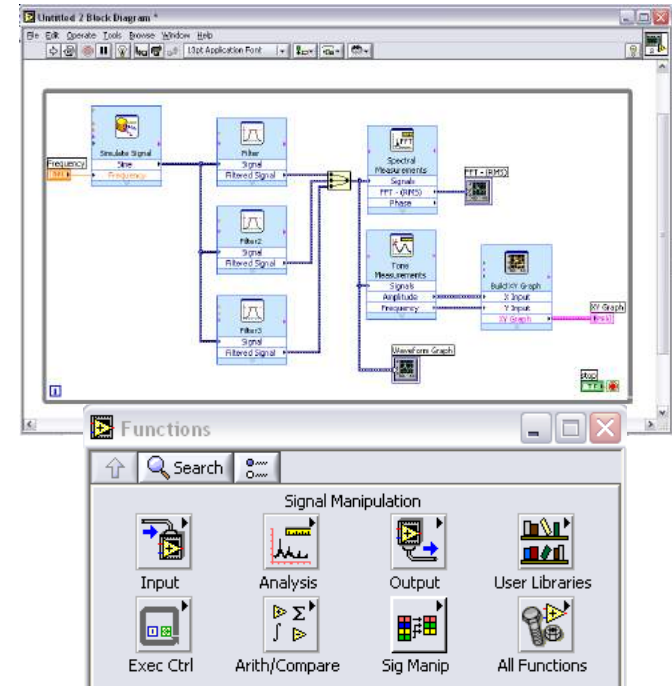 Untitled 2 Block Diagram *
File Edit Operate Tools Browse Window Help
13pt Application Font
Simulate Signal
Sine
Frequency
Frequency
Filter
Signal
Filtered Signal
Filter2
Signal
Filtered Signal
Filter3
Signal
Filtered Signal
Spectral
Measurements
Signals
FFT - (RMS)
Phase
FFT - (RMS)
Tone
Measurements
Signals
Amplitude
Frequency
Build XY Graph
X Input
Y Input
XY Graph
XY Graph
Waveform Graph
stop
TF
i
Functions
Search
Signal Manipulation
Input
Analysis
Output
User Libraries
Exec Ctrl
Arith/Compare
Sig Manip
All Functions